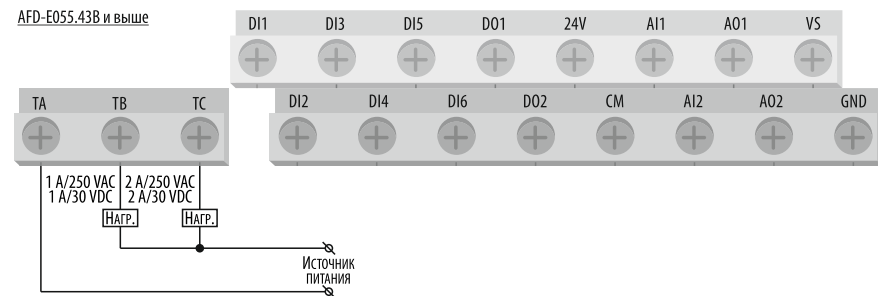 AFD-E055.43B и выше
DI1 DI3 DI5 DO1 24V AI1 AO1 VS
TA TB TC DI2 DI4 DI6 DO2 CM AI2 AO2 GND
1 A/250 VAC 2 A/250 VAC
1 A/30 VDC 2 A/30 VDC
НАГР. НАГР.
ИСТОЧНИК
ПИТАНИЯ